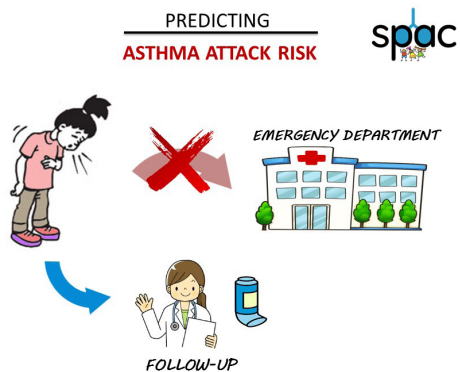 PREDICTING
ASTHMA ATTACK RISK
spac
EMERGENCY DEPARTMENT
FOLLOW-UP